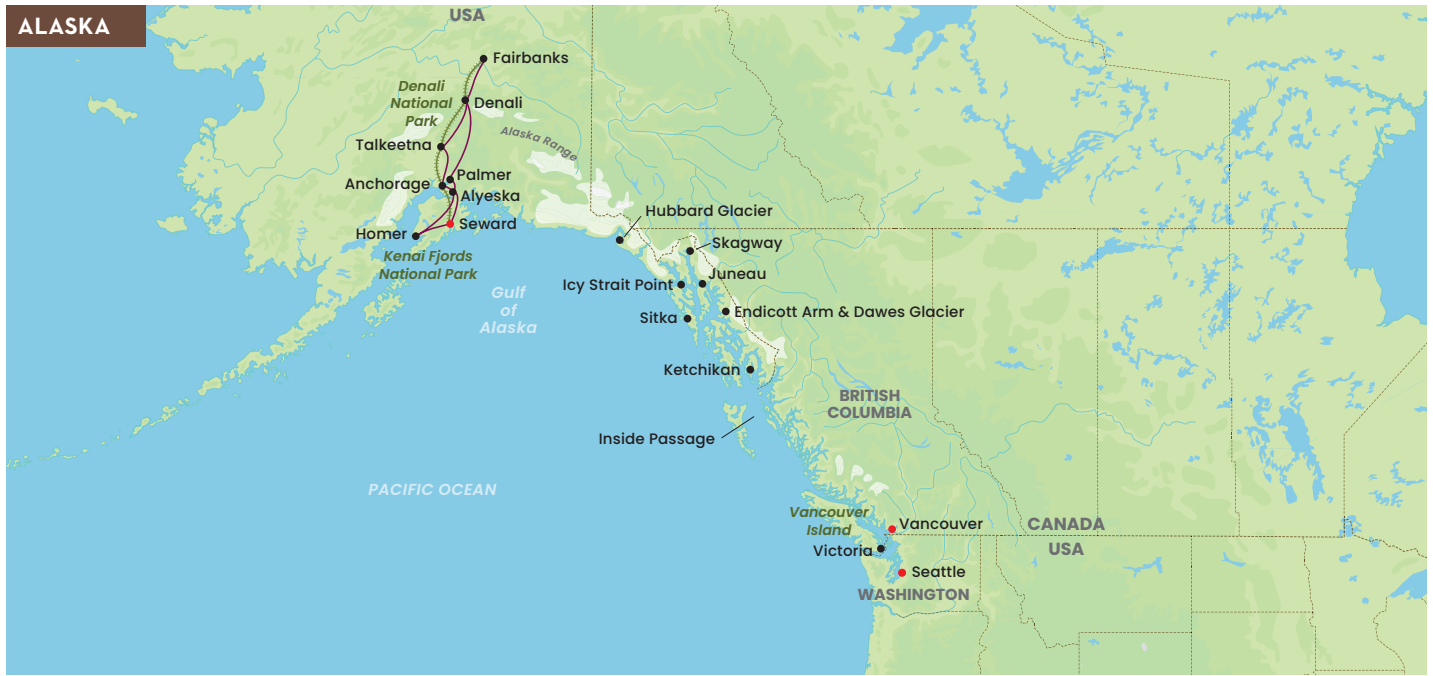 ALASKA
USA
Fairbanks
Denali
National
Park
Denali
Alaska Range
Talkeetna
Palmer
Anchorage
Alyeska
Seward
Homer
Kenai Fjords
National Park
Hubbard Glacier
Skagway
Juneau
Icy Strait Point
Gulf
of
Alaska
Endicott Arm & Dawes Glacier
Sitka
Ketchikan
BRITISH
COLUMBIA
Inside Passage
PACIFIC OCEAN
Vancouver
Island
Vancouver
CANADA
USA
Victoria
Seattle
WASHINGTON